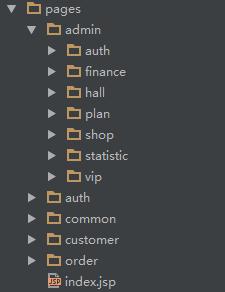 pages
admin
auth
finance
hall
plan
shop
statistic
vip
auth
common
customer
order
JSP index.jsp